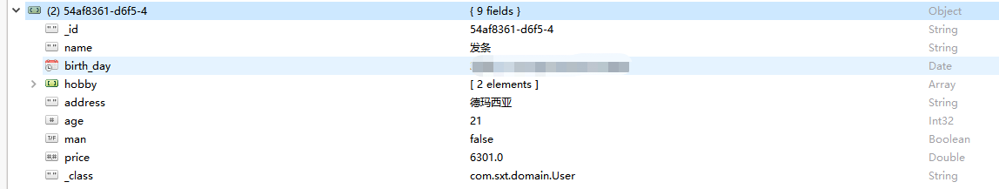 (2) 54af8361-d6f5-4 { 9 fields } Object
_id 54af8361-d6f5-4 String
name 发条 String
birth_day Date
hobby [ 2 elements ] Array
address 德玛西亚 String
age 21 Int32
man false Boolean
price 6301.0 Double
_class com.sxt.domain.User String